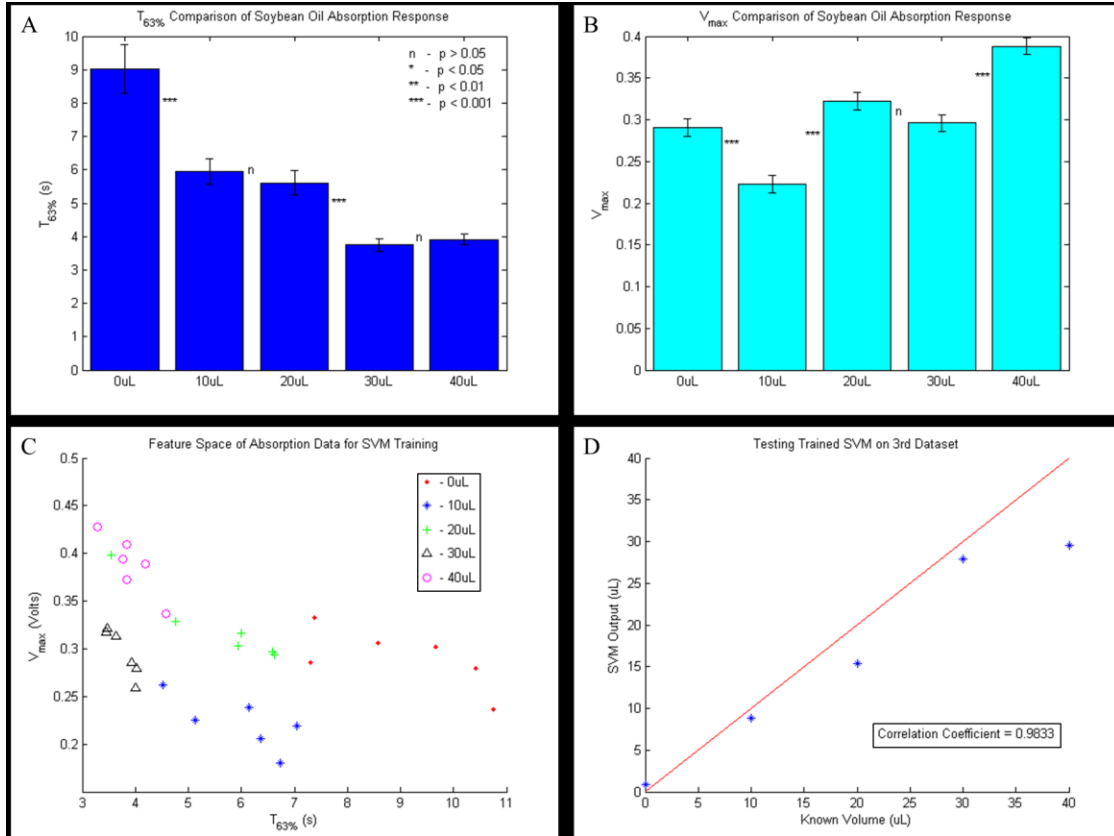 A
T63% Comparison of Soybean Oil Absorption Response
10
9
8
7
6
5
4
3
2
1
0
T63% (s)
n - p > 0.05
* - p < 0.05
** - p < 0.01
*** - p < 0.001
***
n
***
n
0uL 10uL 20uL 30uL 40uL
B
Vmax Comparison of Soybean Oil Absorption Response
0.4
0.35
0.3
0.25
0.2
0.15
0.1
0.05
0
Vmax
***
***
n
***
0uL 10uL 20uL 30uL 40uL
C
Feature Space of Absorption Data for SVM Training
0.5
0.45
0.4
0.35
0.3
0.25
0.2
Vmax (Volts)
- 0uL
- 10uL
- 20uL
- 30uL
- 40uL
3 4 5 6 7 8 9 10 11
T63% (s)
D
Testing Trained SVM on 3rd Dataset
40
35
30
25
20
15
10
5
0
SVM Output (uL)
Correlation Coefficient = 0.9833
0 5 10 15 20 25 30 35 40
Known Volume (uL)